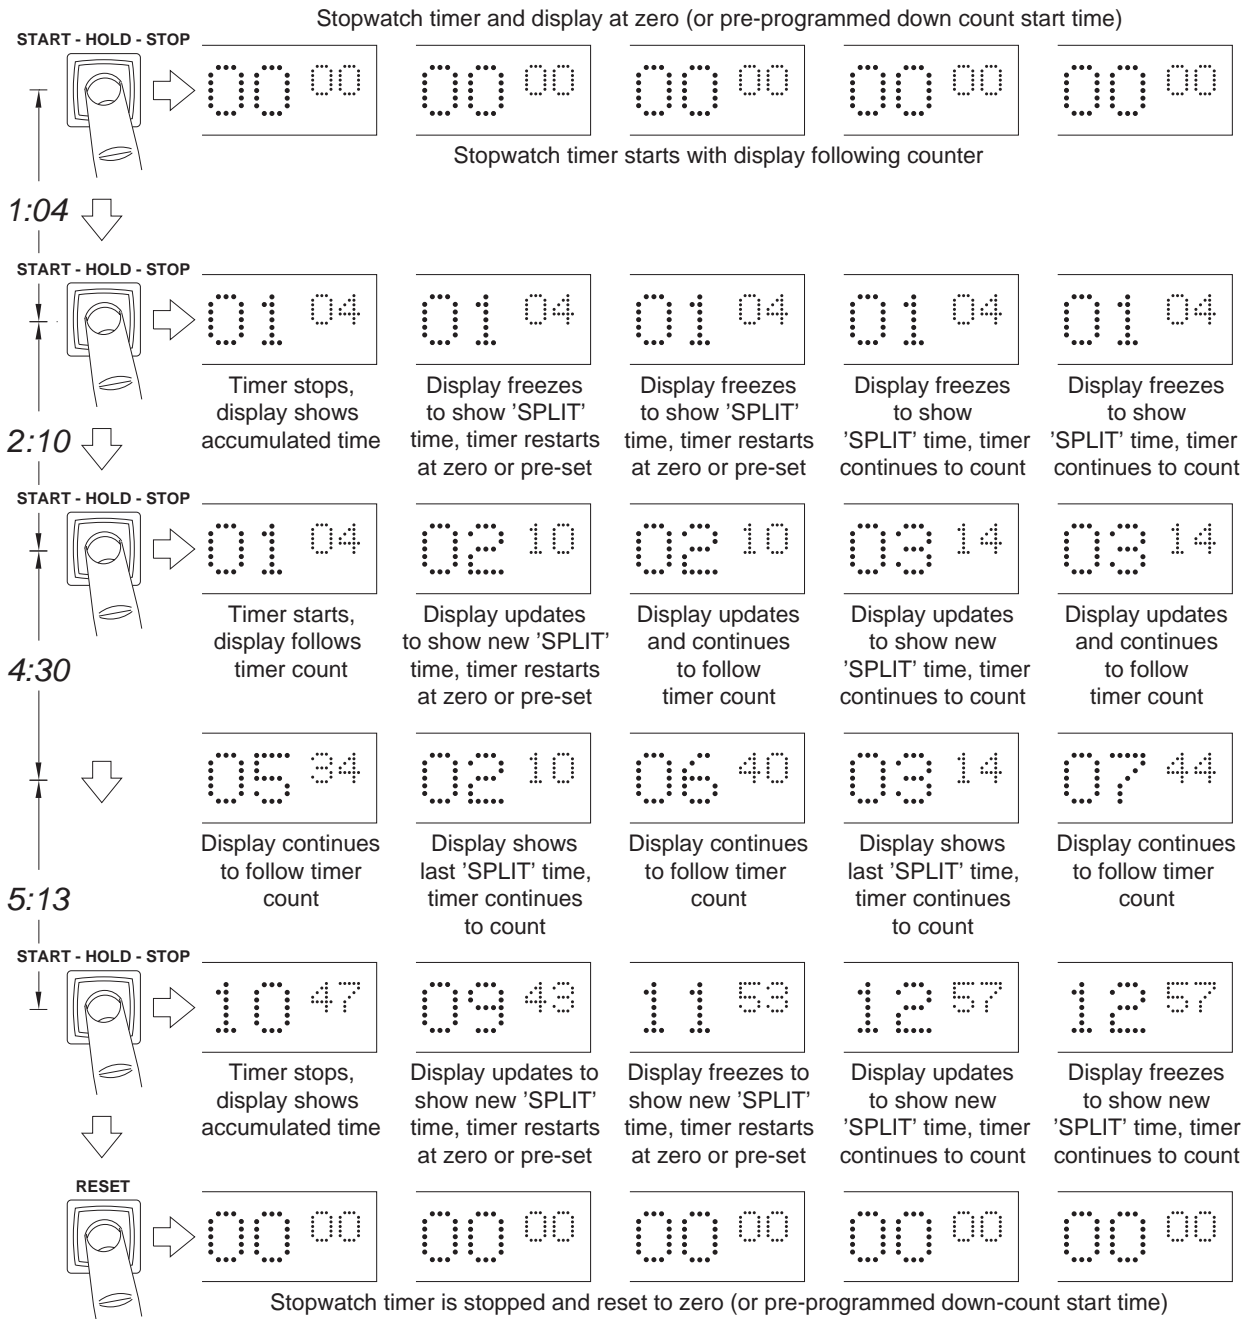 Stopwatch timer and display at zero (or pre-programmed down count start time)
START - HOLD - STOP
00 00
00 00
00 00
00 00
00 00
Stopwatch timer starts with display following counter
1:04
START - HOLD - STOP
01 04
01 04
01 04
01 04
01 04
Timer stops,
display shows
accumulated time
Display freezes
to show 'SPLIT'
time, timer restarts
at zero or pre-set
Display freezes
to show 'SPLIT'
time, timer restarts
at zero or pre-set
Display freezes
to show
'SPLIT' time, timer
continues to count
Display freezes
to show
'SPLIT' time, timer
continues to count
2:10
START - HOLD - STOP
01 04
02 10
02 10
03 14
03 14
Timer starts,
display follows
timer count
Display updates
to show new 'SPLIT'
time, timer restarts
at zero or pre-set
Display updates
and continues
to follow
timer count
Display updates
to show new
'SPLIT' time, timer
continues to count
Display updates
and continues
to follow
timer count
4:30
05 34
02 10
06 40
03 14
07 44
Display continues
to follow timer
count
Display shows
last 'SPLIT' time,
timer continues
to count
Display continues
to follow timer
count
Display shows
last 'SPLIT' time,
timer continues
to count
Display continues
to follow timer
count
5:13
START - HOLD - STOP
10 47
09 43
11 53
12 57
12 57
Timer stops,
display shows
accumulated time
Display updates to
show new 'SPLIT'
time, timer restarts
at zero or pre-set
Display freezes to
show new 'SPLIT'
time, timer restarts
at zero or pre-set
Display updates
to show new
'SPLIT' time, timer
continues to count
Display freezes
to show new
'SPLIT' time, timer
continues to count
RESET
00 00
00 00
00 00
00 00
00 00
Stopwatch timer is stopped and reset to zero (or pre-programmed down-count start time)